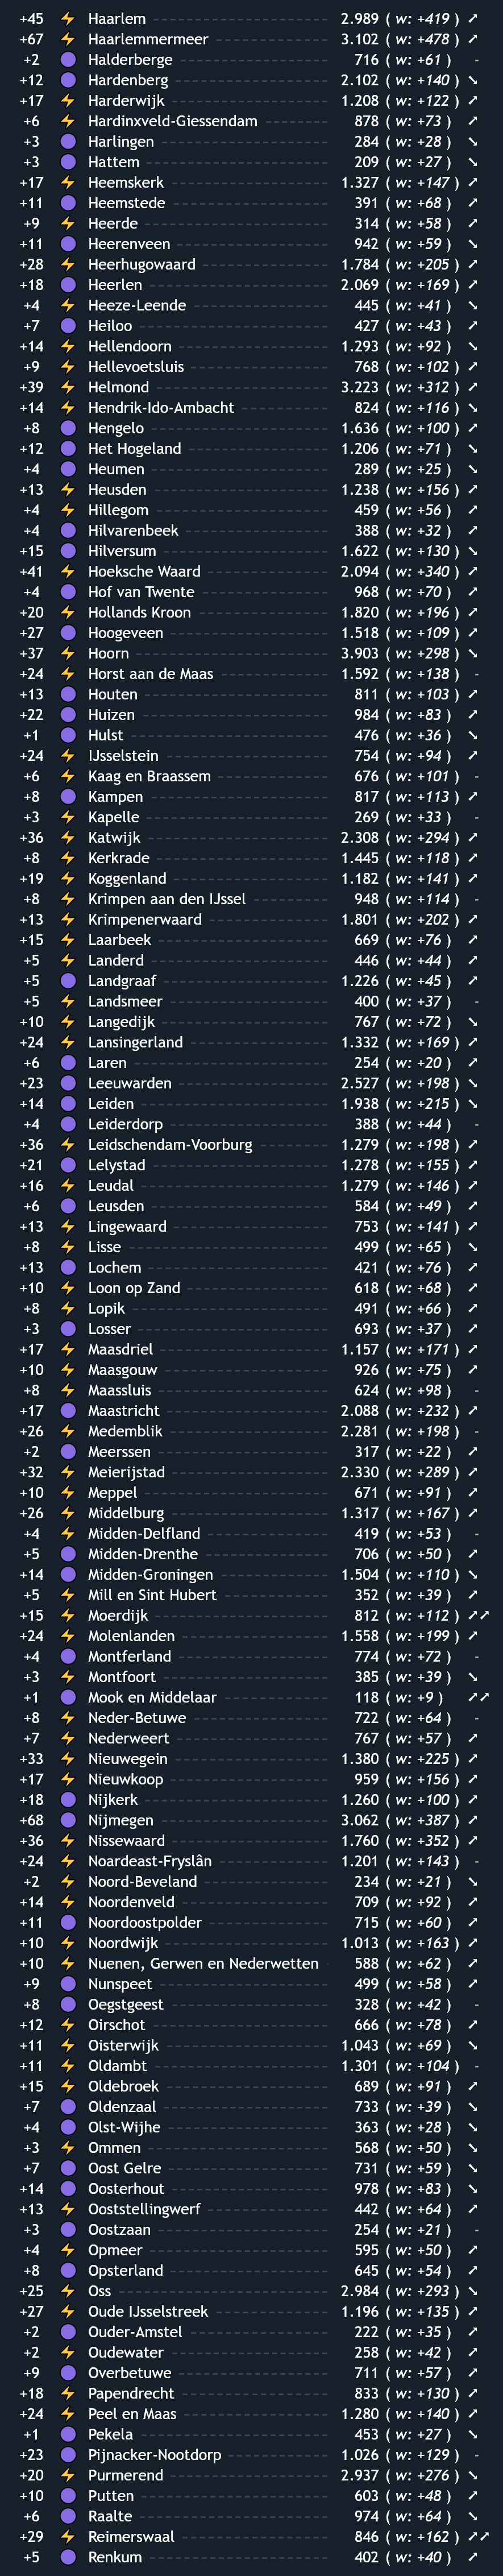 +45 ⚡ Haarlem 2.989 ( w: +419 ) ↗
+67 ⚡ Haarlemmermeer 3.102 ( w: +478 ) ↗
+2 Halderberge 716 ( w: +61 ) -
+12 Hardenberg 2.102 ( w: +140 ) ↘
+17 ⚡ Harderwijk 1.208 ( w: +122 ) ↗
+6 ⚡ Hardinxveld-Giessendam 878 ( w: +73 ) ↗
+3 Harlingen 284 ( w: +28 ) ↘
+3 Hattem 209 ( w: +27 ) ↘
+17 ⚡ Heemskerk 1.327 ( w: +147 ) ↗
+11 Heemstede 391 ( w: +68 ) ↗
+9 ⚡ Heerde 314 ( w: +58 ) ↗
+11 Heerenveen 942 ( w: +59 ) ↘
+28 ⚡ Heerhugowaard 1.784 ( w: +205 ) ↗
+18 Heerlen 2.069 ( w: +169 ) ↗
+4 ⚡ Heeze-Leende 445 ( w: +41 ) ↘
+7 Heiloo 427 ( w: +43 ) ↗
+14 ⚡ Hellendoorn 1.293 ( w: +92 ) ↘
+9 ⚡ Hellevoetsluis 768 ( w: +102 ) ↗
+39 ⚡ Helmond 3.223 ( w: +312 ) ↗
+14 ⚡ Hendrik-Ido-Ambacht 824 ( w: +116 ) ↘
+8 Hengelo 1.636 ( w: +100 ) ↗
+12 Het Hogeland 1.206 ( w: +71 ) ↘
+4 Heumen 289 ( w: +25 ) ↘
+13 ⚡ Heusden 1.238 ( w: +156 ) ↗
+4 ⚡ Hillegom 459 ( w: +56 ) ↗
+4 Hilvarenbeek 388 ( w: +32 ) ↗
+15 Hilversum 1.622 ( w: +130 ) ↘
+41 ⚡ Hoeksche Waard 2.094 ( w: +340 ) ↗
+4 Hof van Twente 968 ( w: +70 ) ↗
+20 ⚡ Hollands Kroon 1.820 ( w: +196 ) ↗
+27 Hoogeveen 1.518 ( w: +109 ) ↗
+37 ⚡ Hoorn 3.903 ( w: +298 ) ↘
+24 ⚡ Horst aan de Maas 1.592 ( w: +138 ) -
+13 Houten 811 ( w: +103 ) ↗
+22 Huizen 984 ( w: +83 ) ↗
+1 Hulst 476 ( w: +36 ) ↘
+24 ⚡ IJsselstein 754 ( w: +94 ) ↗
+6 ⚡ Kaag en Braassem 676 ( w: +101 ) -
+8 Kampen 817 ( w: +113 ) ↗
+3 ⚡ Kapelle 269 ( w: +33 ) -
+36 ⚡ Katwijk 2.308 ( w: +294 ) ↗
+8 ⚡ Kerkrade 1.445 ( w: +118 ) ↗
+19 ⚡ Koggenland 1.182 ( w: +141 ) ↗
+8 ⚡ Krimpen aan den IJssel 948 ( w: +114 ) -
+13 ⚡ Krimpenerwaard 1.801 ( w: +202 ) ↗
+15 ⚡ Laarbeek 669 ( w: +76 ) ↗
+5 ⚡ Landerd 446 ( w: +44 ) ↗
+5 Landgraaf 1.226 ( w: +45 ) ↗
+5 ⚡ Landsmeer 400 ( w: +37 ) -
+10 ⚡ Langedijk 767 ( w: +72 ) ↘
+24 ⚡ Lansingerland 1.332 ( w: +169 ) ↗
+6 Laren 254 ( w: +20 ) ↗
+23 Leeuwarden 2.527 ( w: +198 ) ↘
+14 Leiden 1.938 ( w: +215 ) ↘
+4 Leiderdorp 388 ( w: +44 ) -
+36 ⚡ Leidschendam-Voorburg 1.279 ( w: +198 ) ↗
+21 Lelystad 1.278 ( w: +155 ) ↗
+16 ⚡ Leudal 1.279 ( w: +146 ) ↗
+6 Leusden 584 ( w: +49 ) ↗
+13 ⚡ Lingewaard 753 ( w: +141 ) ↗
+8 ⚡ Lisse 499 ( w: +65 ) ↘
+13 Lochem 421 ( w: +76 ) ↗
+10 ⚡ Loon op Zand 618 ( w: +68 ) ↗
+8 ⚡ Lopik 491 ( w: +66 ) ↗
+3 Losser 693 ( w: +37 ) ↗
+17 ⚡ Maasdriel 1.157 ( w: +171 ) ↗
+10 ⚡ Maasgouw 926 ( w: +75 ) ↗
+8 ⚡ Maassluis 624 ( w: +98 ) -
+17 Maastricht 2.088 ( w: +232 ) ↗
+26 ⚡ Medemblik 2.281 ( w: +198 ) -
+2 Meerssen 317 ( w: +22 ) ↗
+32 ⚡ Meierijstad 2.330 ( w: +289 ) ↗
+10 ⚡ Meppel 671 ( w: +91 ) ↗
+26 ⚡ Middelburg 1.317 ( w: +167 ) ↗
+4 ⚡ Midden-Delfland 419 ( w: +53 ) -
+5 Midden-Drenthe 706 ( w: +50 ) ↗
+14 Midden-Groningen 1.504 ( w: +110 ) ↘
+5 ⚡ Mill en Sint Hubert 352 ( w: +39 ) ↗
+15 ⚡ Moerdijk 812 ( w: +112 ) ↗↗
+24 ⚡ Molenlanden 1.558 ( w: +199 ) ↗
+4 Montferland 774 ( w: +72 ) -
+3 ⚡ Montfoort 385 ( w: +39 ) ↘
+1 Mook en Middelaar 118 ( w: +9 ) ↗↗
+8 ⚡ Neder-Betuwe 722 ( w: +64 ) -
+7 ⚡ Nederweert 767 ( w: +57 ) ↗
+33 ⚡ Nieuwegein 1.380 ( w: +225 ) ↗
+17 ⚡ Nieuwkoop 959 ( w: +156 ) ↗
+18 Nijkerk 1.260 ( w: +100 ) ↗
+68 Nijmegen 3.062 ( w: +387 ) ↗
+36 ⚡ Nissewaard 1.760 ( w: +352 ) ↗
+24 ⚡ Noardeast-Fryslân 1.201 ( w: +143 ) -
+2 ⚡ Noord-Beveland 234 ( w: +21 ) ↘
+14 ⚡ Noordenveld 709 ( w: +92 ) ↗
+11 Noordoostpolder 715 ( w: +60 ) ↗
+10 ⚡ Noordwijk 1.013 ( w: +163 ) ↗
+10 ⚡ Nuenen, Gerwen en Nederwetten 588 ( w: +62 ) ↗
+9 Nunspeet 499 ( w: +58 ) ↗
+8 Oegstgeest 328 ( w: +42 ) -
+12 ⚡ Oirschot 666 ( w: +78 ) ↗
+11 ⚡ Oisterwijk 1.043 ( w: +69 ) ↘
+11 ⚡ Oldambt 1.301 ( w: +104 ) -
+15 ⚡ Oldebroek 689 ( w: +91 ) ↗
+7 Oldenzaal 733 ( w: +39 ) ↘
+4 Olst-Wijhe 363 ( w: +28 ) ↘
+3 ⚡ Ommen 568 ( w: +50 ) ↘
+7 Oost Gelre 731 ( w: +59 ) ↘
+14 Oosterhout 978 ( w: +83 ) ↘
+13 ⚡ Ooststellingwerf 442 ( w: +64 ) ↗
+3 Oostzaan 254 ( w: +21 ) -
+4 ⚡ Opmeer 595 ( w: +50 ) ↗
+8 Opsterland 645 ( w: +54 ) ↗
+25 ⚡ Oss 2.984 ( w: +293 ) ↘
+27 ⚡ Oude IJsselstreek 1.196 ( w: +135 ) ↗
+2 Ouder-Amstel 222 ( w: +35 ) ↗
+2 ⚡ Oudewater 258 ( w: +42 ) ↗
+9 Overbetuwe 711 ( w: +57 ) ↗
+18 ⚡ Papendrecht 833 ( w: +130 ) ↗
+24 ⚡ Peel en Maas 1.280 ( w: +140 ) ↗
+1 Pekela 453 ( w: +27 ) ↘
+23 Pijnacker-Nootdorp 1.026 ( w: +129 ) -
+20 ⚡ Purmerend 2.937 ( w: +276 ) ↘
+10 Putten 603 ( w: +48 ) ↗
+6 Raalte 974 ( w: +64 ) ↘
+29 ⚡ Reimerswaal 846 ( w: +162 ) ↗↗
+5 Renkum 402 ( w: +40 ) ↗